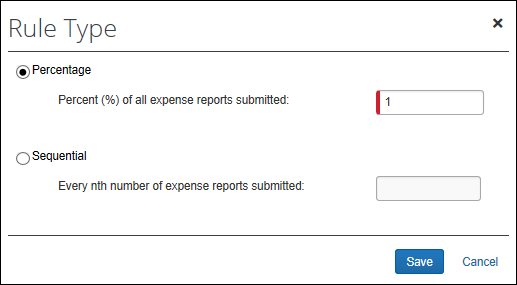 Rule Type
Percentage
Percent (%) of all expense reports submitted:
1
Sequential
Every nth number of expense reports submitted:
Save Cancel